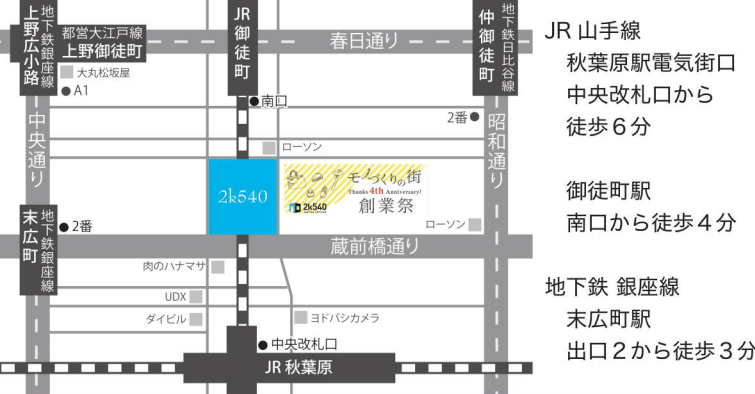 上野広小路
地下鉄銀座線
都営大江戸線
上野御徒町
JR御徒町
春日通り
仲御徒町
地下鉄日比谷線
大丸松坂屋
A1
南口
2番
中央通り
昭和通り
ローソン
2k540
モノづくりの街
Thanks 4th Anniversary!
2k540
創業祭
ローソン
末広町
地下鉄銀座線
2番
蔵前橋通り
肉のハナマサ
UDX
ダイビル
ヨドバシカメラ
中央改札口
JR 秋葉原
JR 山手線
秋葉原駅電気街口
中央改札口から
徒歩６分
御徒町駅
南口から徒歩４分
地下鉄 銀座線
末広町駅
出口２から徒歩３分